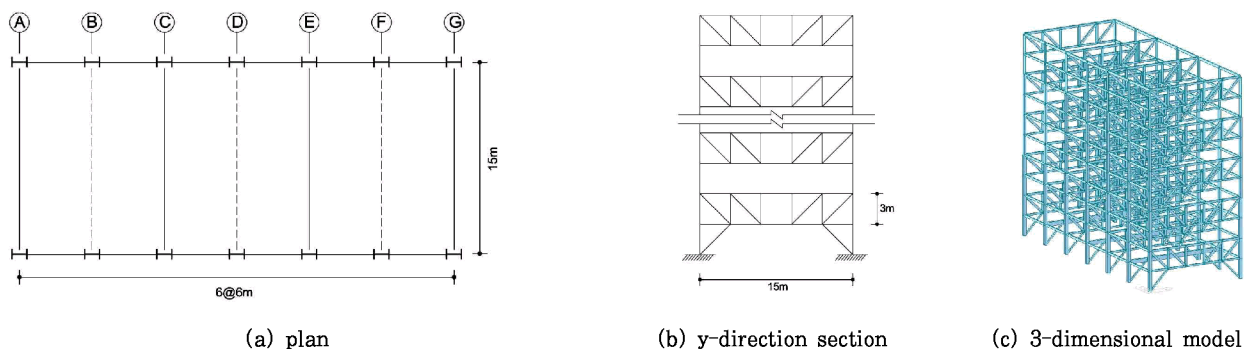 A B C D E F G
15m
6@6m
3m
15m
(a) plan
(b) y-direction section
(c) 3-dimensional model